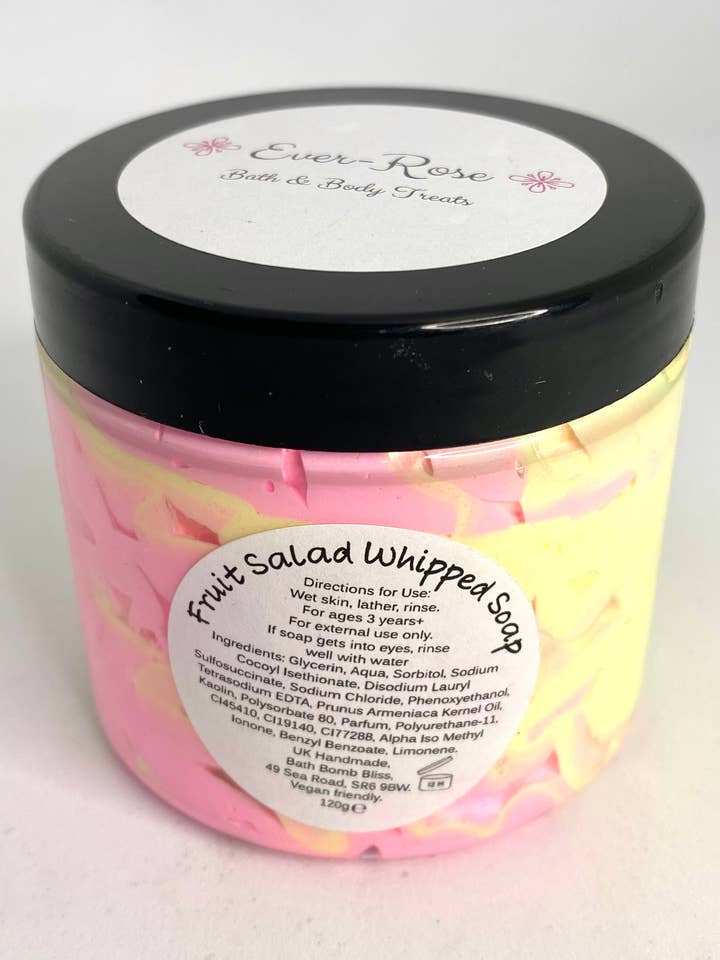 Ever-Rose
Bath & Body Treats
Fruit Salad Whipped Soap
Directions for Use:
Wet skin, lather, rinse.
For ages 3 years+
For external use only.
If soap gets into eyes, rinse
well with water
Ingredients: Glycerin, Aqua, Sorbitol, Sodium
Cocoyl Isethionate, Disodium Lauryl
Sulfosuccinate, Sodium Chloride, Phenoxyethanol,
Tetrasodium EDTA, Prunus Armeniaca Kernel Oil,
Kaolin, Polysorbate 80, Parfum, Polyurethane-11,
CI45410, CI19140, CI77288, Alpha Iso Methyl
Ionone, Benzyl Benzoate, Limonene.
UK Handmade,
Bath Bomb Bliss,
49 Sea Road, SR6 9BW.
Vegan friendly.
120g ℮
12 M